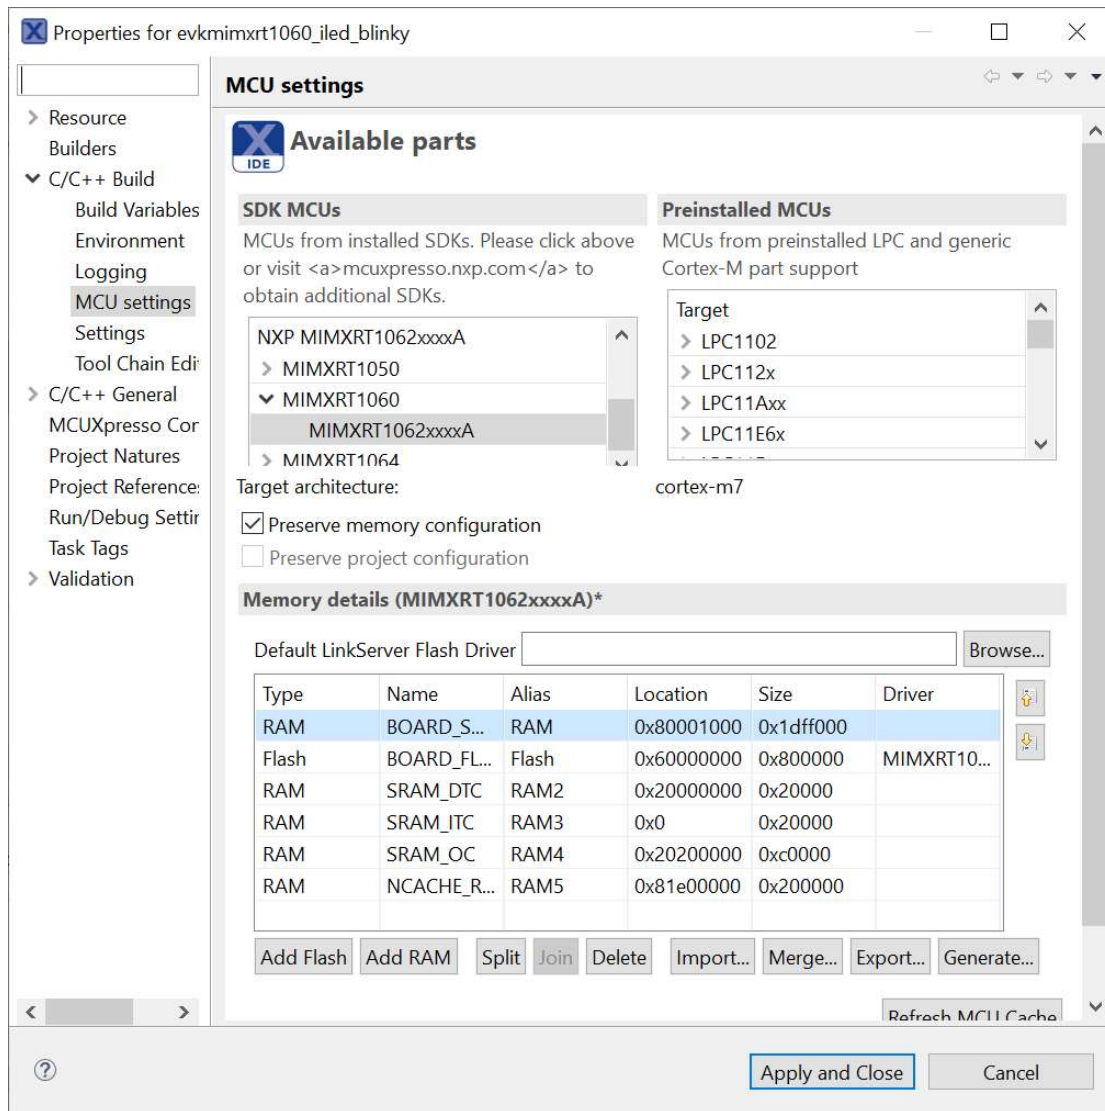 Properties for evkmimxrt1060_iled_blinky
MCU settings
Resource
Builders
C/C++ Build
Build Variables
Environment
Logging
MCU settings
Settings
Tool Chain Edi
C/C++ General
MCUXpresso Cor
Project Natures
Project References
Run/Debug Settir
Task Tags
Validation
IDE
Available parts
SDK MCUs
MCUs from installed SDKs. Please click above
or visit <a>mcuxpresso.nxp.com</a> to
obtain additional SDKs.
NXP MIMXRT1062xxxxA
MIMXRT1050
MIMXRT1060
MIMXRT1062xxxxA
MIMXRT1064
Preinstalled MCUs
MCUs from preinstalled LPC and generic
Cortex-M part support
Target
LPC1102
LPC112x
LPC11Axx
LPC11E6x
Target architecture: cortex-m7
Preserve memory configuration
Preserve project configuration
Memory details (MIMXRT1062xxxxA)*
Default LinkServer Flash Driver Browse...
Type Name Alias Location Size Driver
RAM BOARD_S... RAM 0x80001000 0x1dff000
Flash BOARD_FL... Flash 0x60000000 0x800000 MIMXRT10...
RAM SRAM_DTC RAM2 0x20000000 0x20000
RAM SRAM_ITC RAM3 0x0 0x20000
RAM SRAM_OC RAM4 0x20200000 0xc0000
RAM NCACHE_R... RAM5 0x81e00000 0x200000
Add Flash Add RAM Split Join Delete Import... Merge... Export... Generate...
Refresh MCU Cache
Apply and Close Cancel